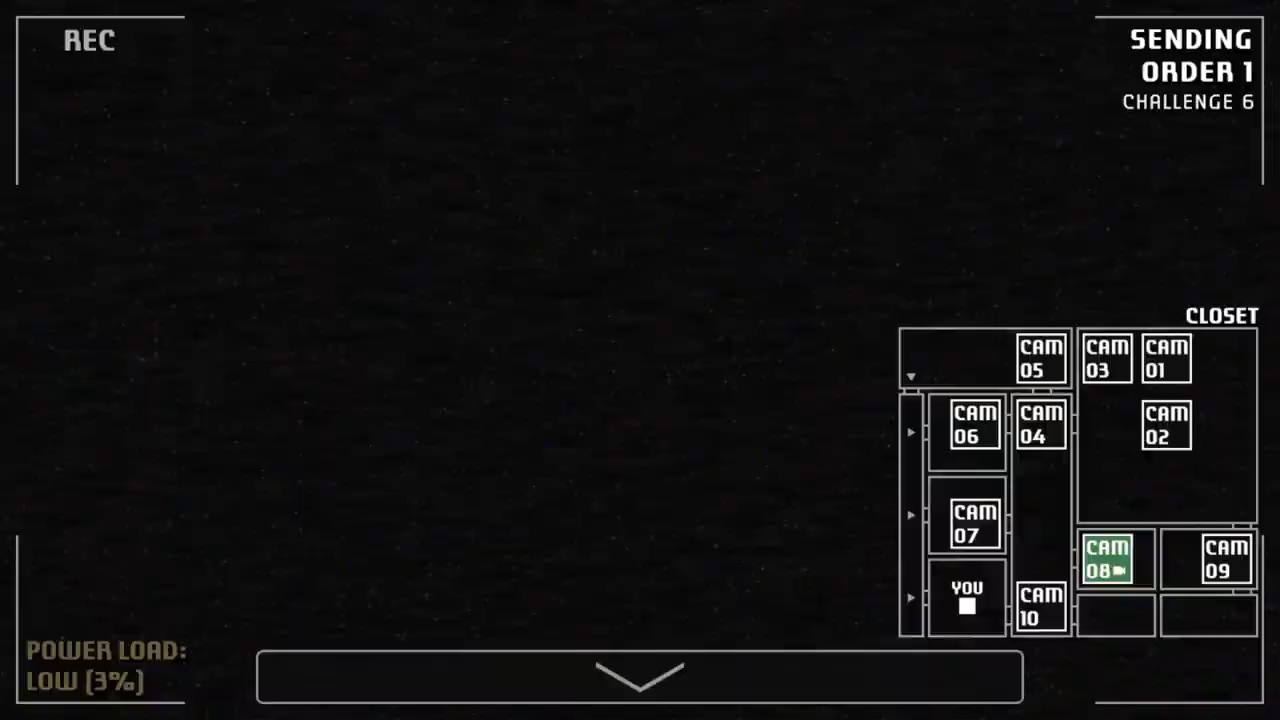 REC
SENDING
ORDER 1
CHALLENGE 6
CLOSET
CAM
05
CAM
03
CAM
01
CAM
06
CAM
04
CAM
02
CAM
07
CAM
08
CAM
09
YOU
CAM
10
POWER LOAD:
LOW (3%)